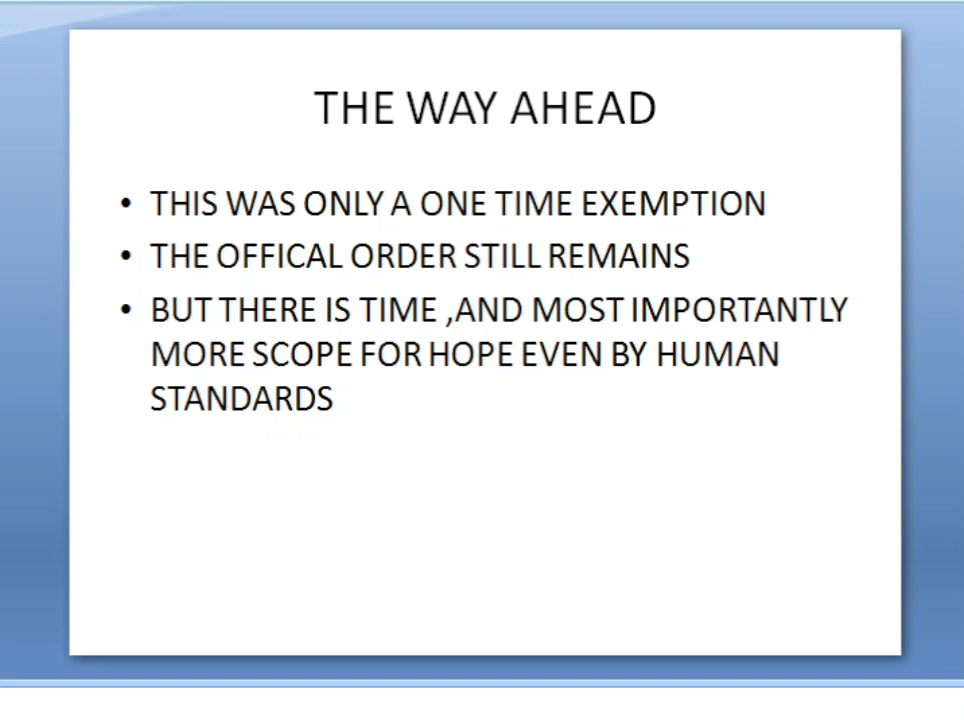 THE WAY AHEAD
• THIS WAS ONLY A ONE TIME EXEMPTION
• THE OFFICAL ORDER STILL REMAINS
• BUT THERE IS TIME ,AND MOST IMPORTANTLY
MORE SCOPE FOR HOPE EVEN BY HUMAN
STANDARDS